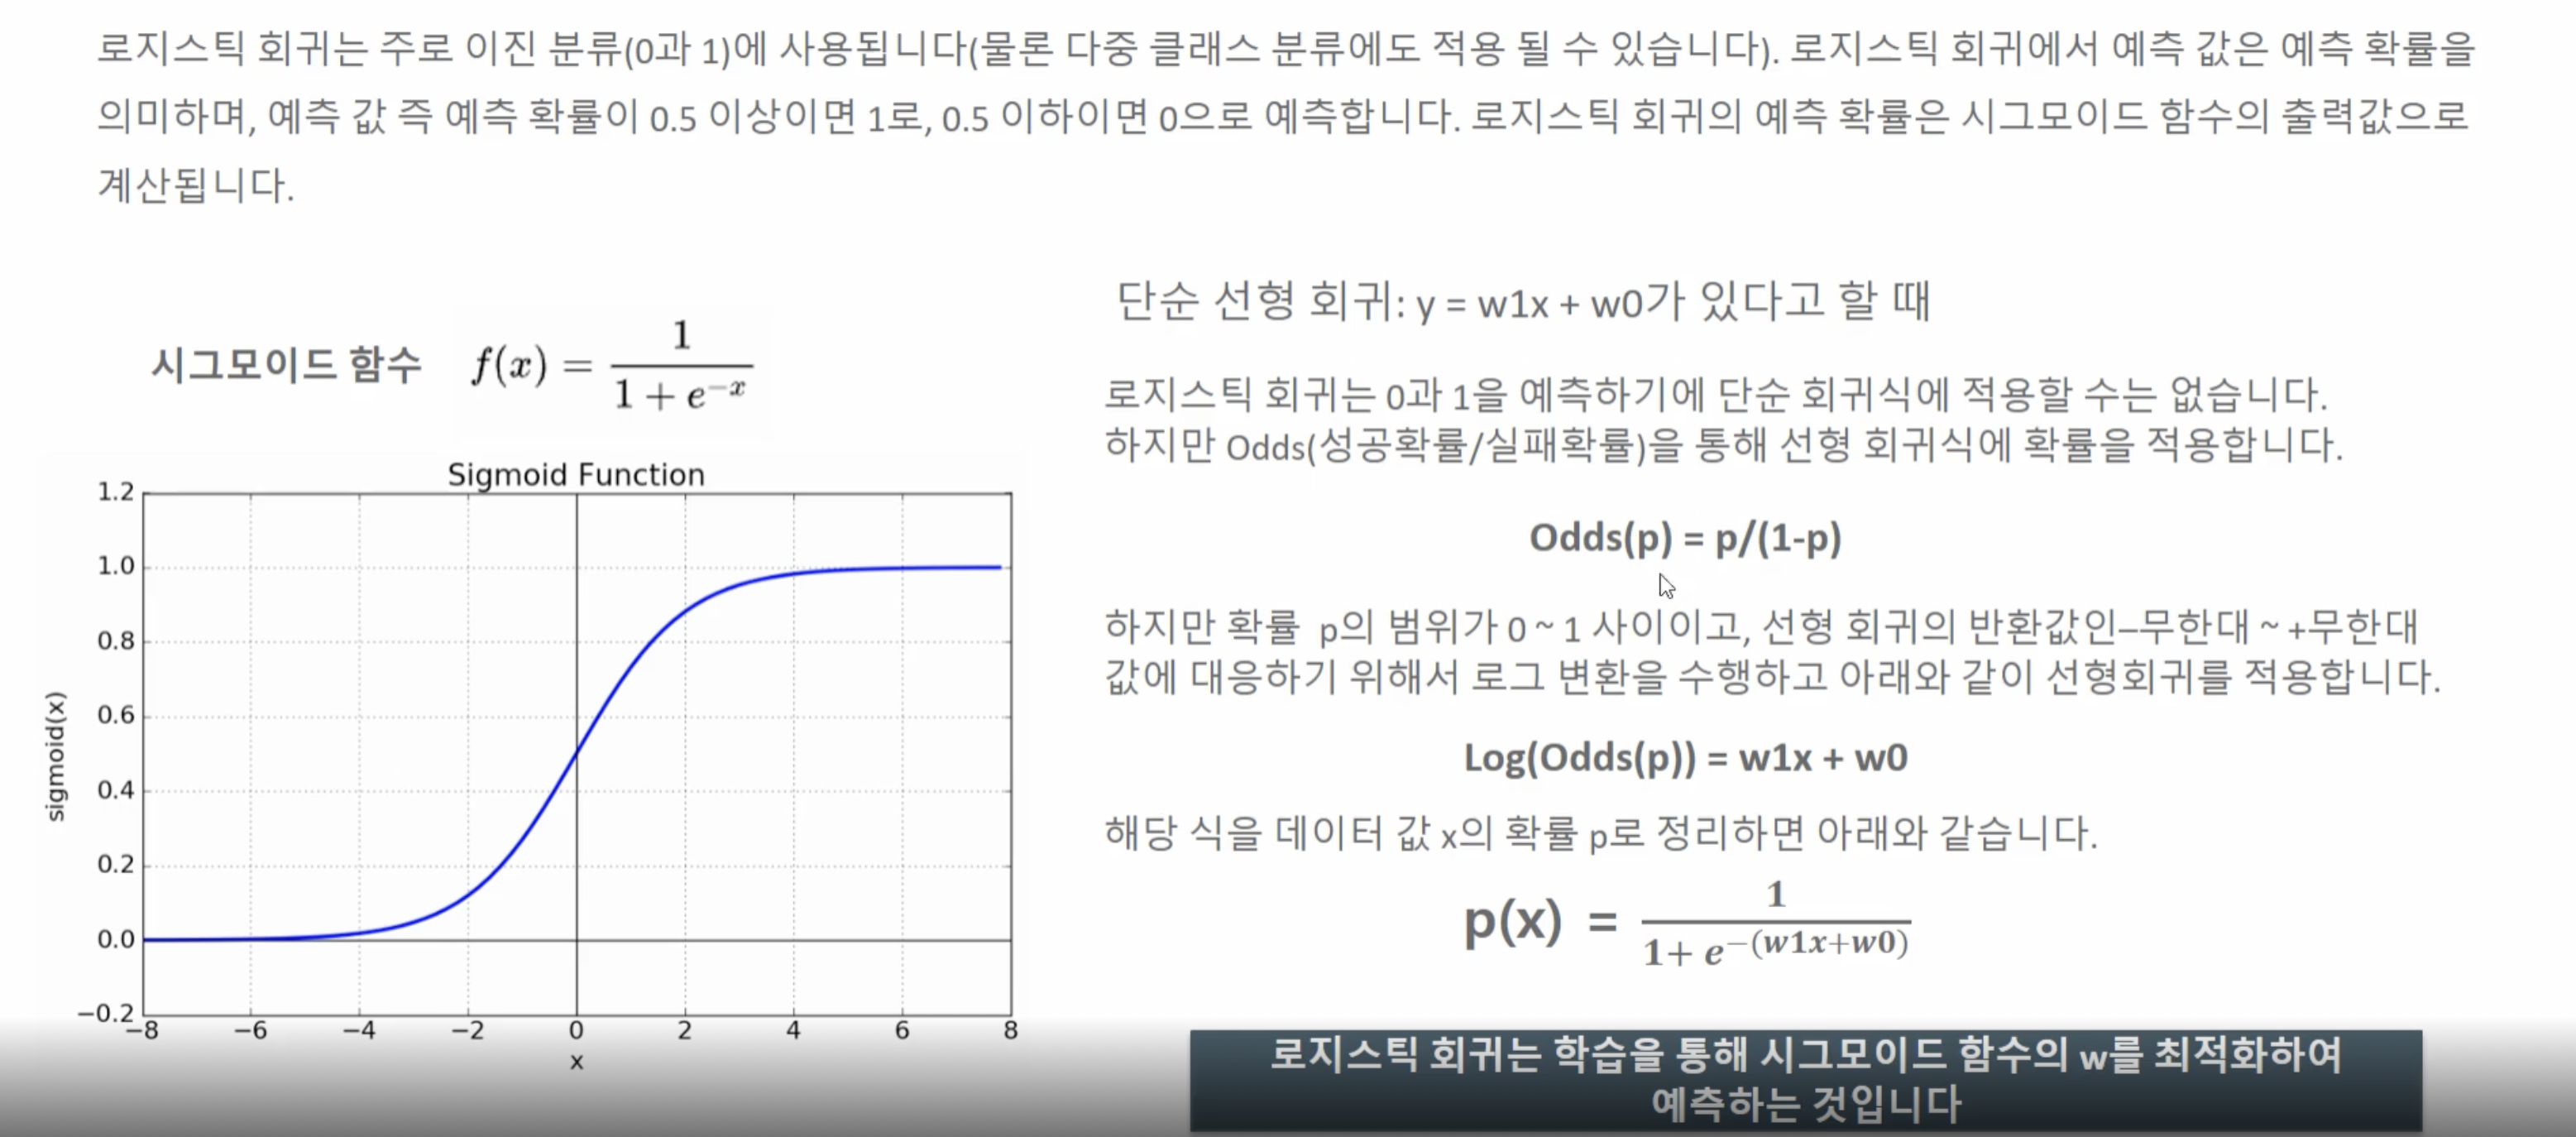 로지스틱 회귀는 주로 이진 분류(0과 1)에 사용됩니다(물론 다중 클래스 분류에도 적용 될 수 있습니다). 로지스틱 회귀에서 예측 값은 예측 확률을
의미하며, 예측 값 즉 예측 확률이 0.5 이상이면 1로, 0.5 이하이면 0으로 예측합니다. 로지스틱 회귀의 예측 확률은 시그모이드 함수의 출력값으로
계산됩니다.
시그모이드 함수 f(x) = 1 / (1 + e^{-x})
Sigmoid Function
1.2
1.0
0.8
0.6
0.4
0.2
0.0
−0.2
sigmoid(x)
−8 −6 −4 −2 0 2 4 6 8
x
단순 선형 회귀: y = w1x + w0가 있다고 할 때
로지스틱 회귀는 0과 1을 예측하기에 단순 회귀식에 적용할 수는 없습니다.
하지만 Odds(성공확률/실패확률)을 통해 선형 회귀식에 확률을 적용합니다.
Odds(p) = p/(1-p)
하지만 확률 p의 범위가 0 ~ 1 사이이고, 선형 회귀의 반환값인–무한대 ~ +무한대
값에 대응하기 위해서 로그 변환을 수행하고 아래와 같이 선형회귀를 적용합니다.
Log(Odds(p)) = w1x + w0
해당 식을 데이터 값 x의 확률 p로 정리하면 아래와 같습니다.
p(x) = 1 / (1+ e^{−(w1x+w0)})
로지스틱 회귀는 학습을 통해 시그모이드 함수의 w를 최적화하여
예측하는 것입니다